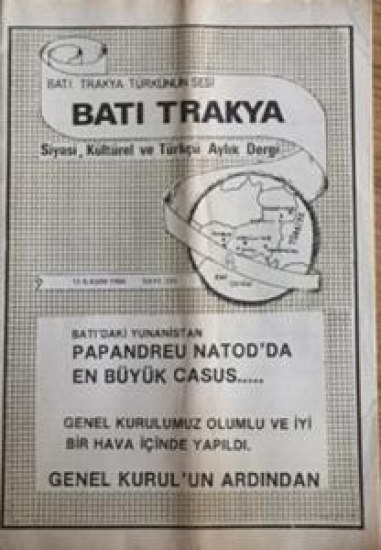 BATI TRAKYA TÜRKÜNÜN SESİ
BATI TRAKYA
Siyasi, Kültürel ve Türkçü Aylık Dergi
TÜRKİYE
KASIM
SAYI
BATI'DAKİ YUNANİSTAN
PAPANDREU NATOD'DA
EN BÜYÜK CASUS.....
GENEL KURULUMUZ OLUMLU VE İYİ
BİR HAVA İÇİNDE YAPILDI.
GENEL KURUL'UN ARDINDAN